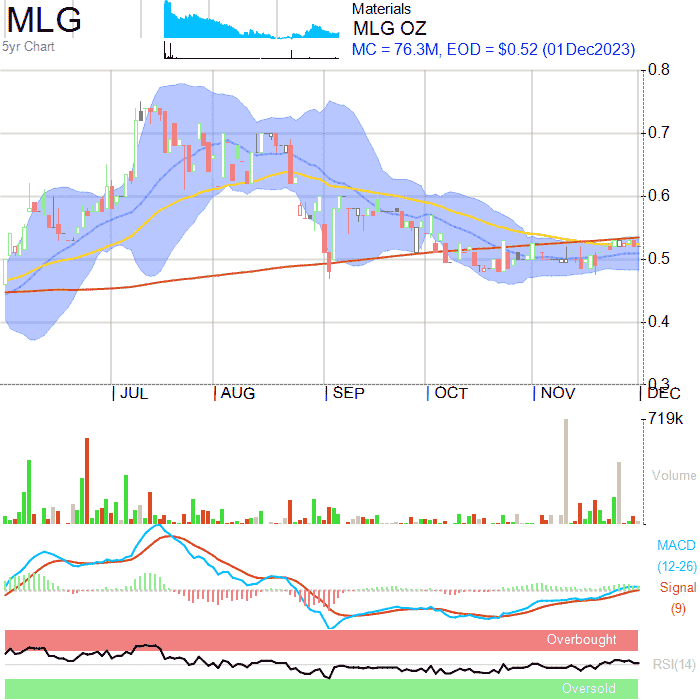 MLG
5yr Chart
Materials
MLG OZ
MC = 76.3M, EOD = $0.52 (01Dec2023)
0.8
0.7
0.6
0.5
0.4
0.3
JUL AUG SEP OCT NOV DEC
719k
Volume
MACD
(12-26)
Signal
(9)
Overbought
RSI(14)
Oversold